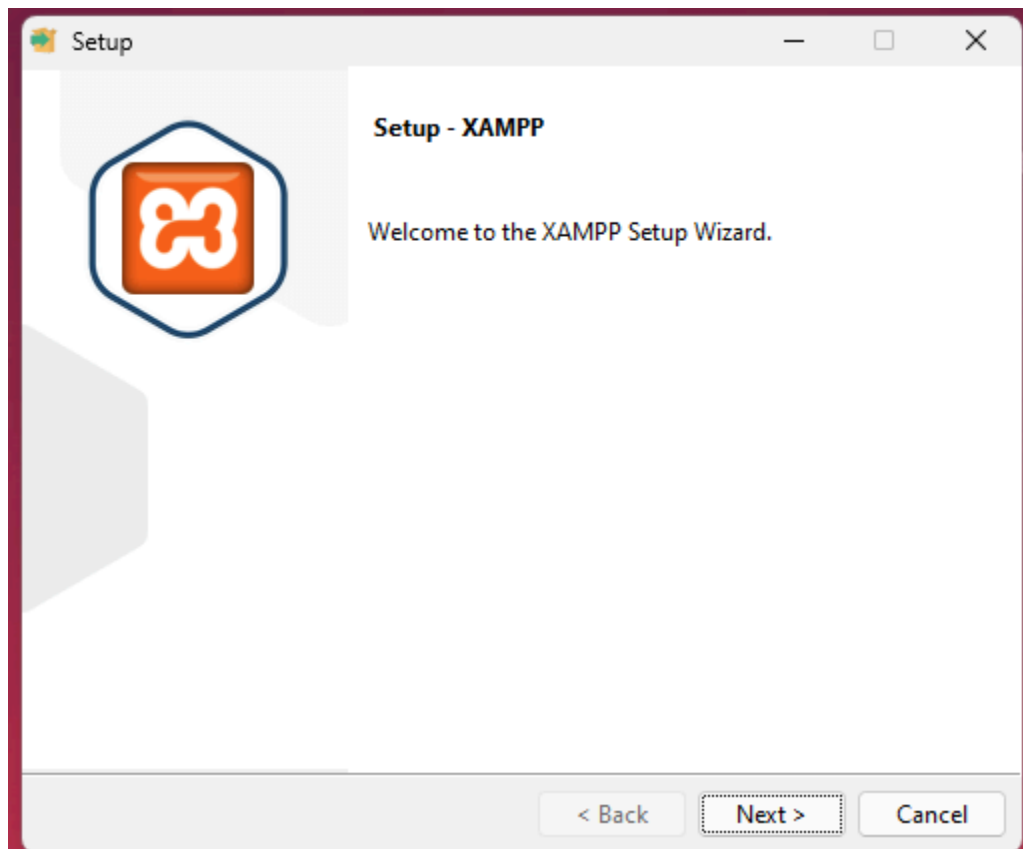 Setup
Setup - XAMPP
Welcome to the XAMPP Setup Wizard.
< Back
Next >
Cancel